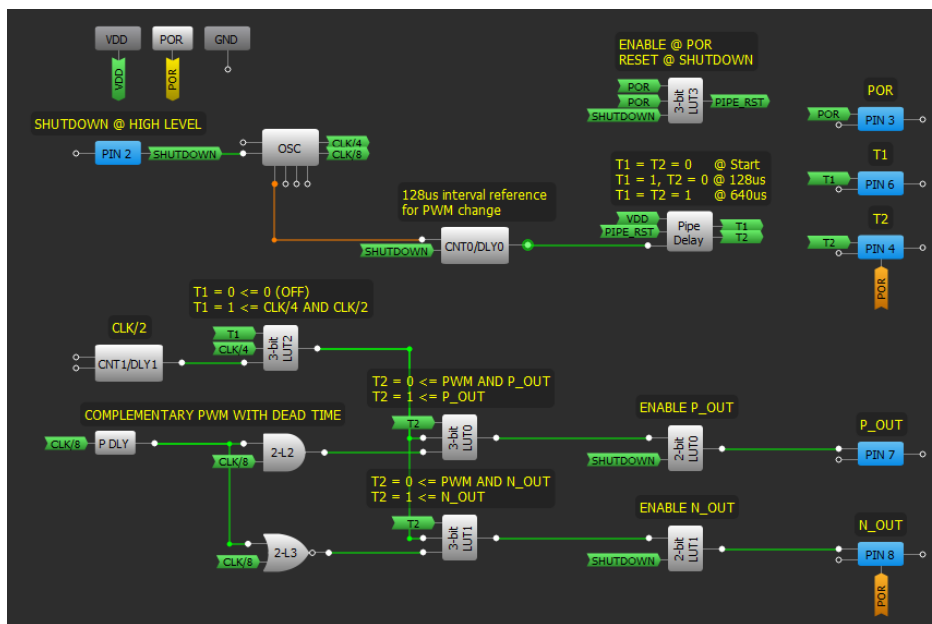 VDD
POR
GND
VDD
POR
SHUTDOWN @ HIGH LEVEL
PIN 2
SHUTDOWN
OSC
CLK/4
CLK/8
ENABLE @ POR
RESET @ SHUTDOWN
POR
POR
SHUTDOWN
3-bit
LUT3
PIPE_RST
POR
POR
PIN 3
T1
T1
PIN 6
T2
T2
PIN 4
POR
128us interval reference
for PWM change
SHUTDOWN
CNT0/DLY0
T1 = T2 = 0 @ Start
T1 = 1, T2 = 0 @ 128us
T1 = T2 = 1 @ 640us
VDD
PIPE_RST
Pipe
Delay
T1
T2
T1 = 0 <= 0 (OFF)
T1 = 1 <= CLK/4 AND CLK/2
CLK/2
CNT1/DLY1
T1
CLK/4
3-bit
LUT2
COMPLEMENTARY PWM WITH DEAD TIME
CLK/8
P DLY
CLK/8
2-L2
CLK/8
2-L3
T2 = 0 <= PWM AND P_OUT
T2 = 1 <= P_OUT
T2
3-bit
LUT0
ENABLE P_OUT
SHUTDOWN
2-bit
LUT0
P_OUT
PIN 7
T2 = 0 <= PWM AND N_OUT
T2 = 1 <= N_OUT
T2
3-bit
LUT1
ENABLE N_OUT
SHUTDOWN
2-bit
LUT1
N_OUT
PIN 8
POR